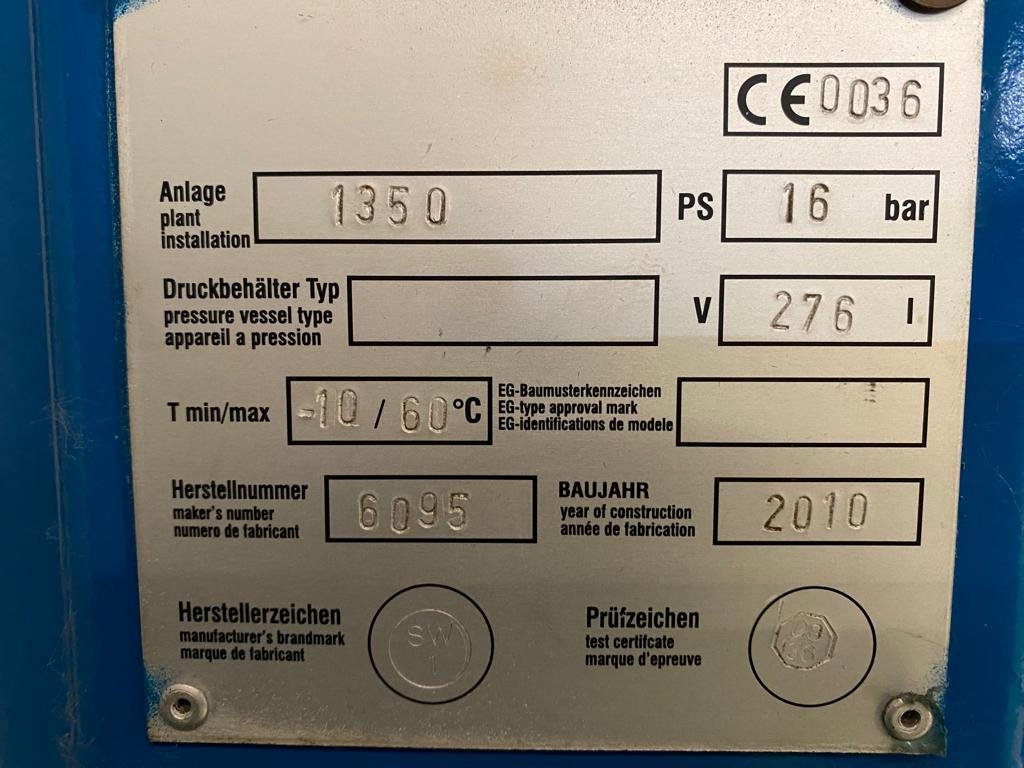 CE 0036
Anlage
plant
installation
1350
PS
16 bar
Druckbehälter Typ
pressure vessel type
appareil a pression
V
276 l
T min/max
-10 / 60 °C
EG-Baumusterkennzeichen
EG-type approval mark
EG-identifications de modele
Herstellnummer
maker's number
numero de fabricant
6095
BAUJAHR
year of construction
année de fabrication
2010
Herstellerzeichen
manufacturer's brandmark
marque de fabricant
SW
1
Prüfzeichen
test certifcate
marque d'epreuve